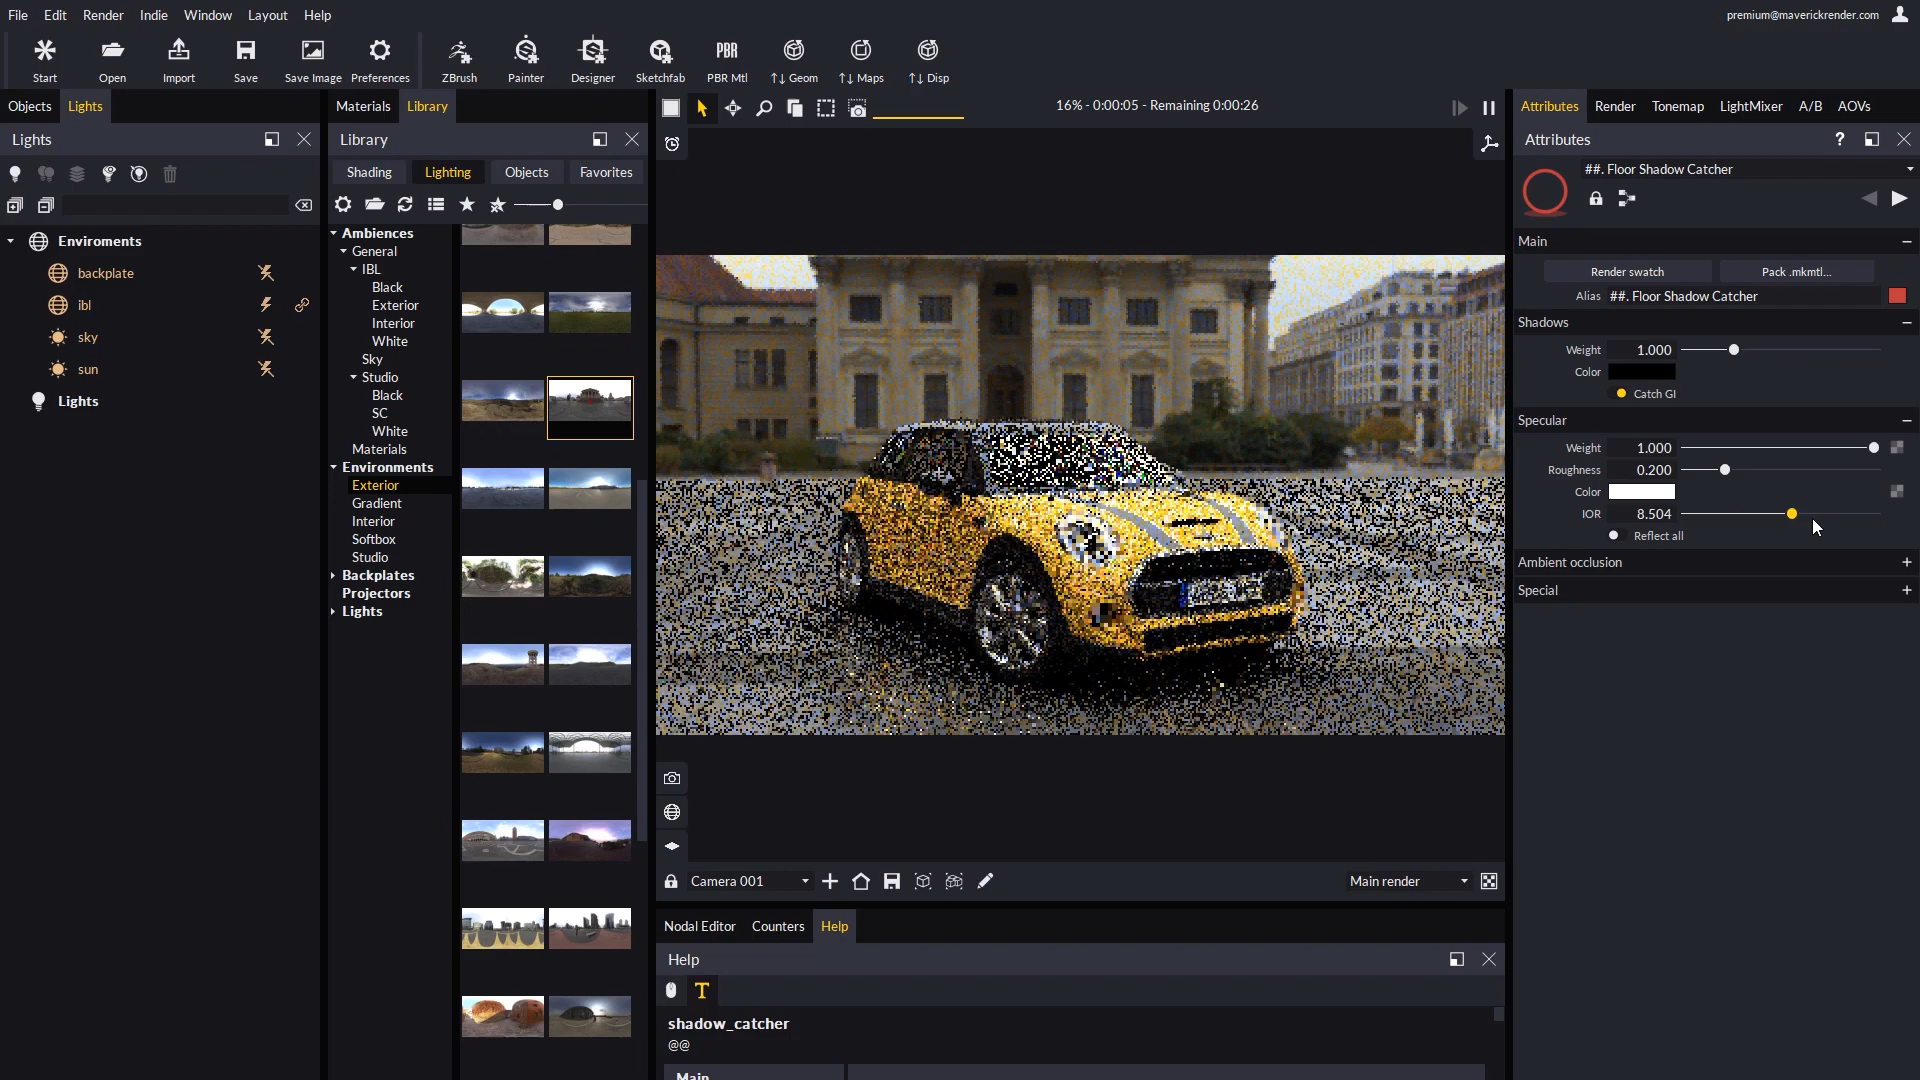 File Edit Render Indie Window Layout Help
premium@maverickrender.com
Start Open Import Save Save Image Preferences ZBrush Painter Designer Sketchfab PBR Mtl ↑↓ Geom ↑↓ Maps ↑↓ Disp
PBR
Objects Lights
Lights
Enviroments
backplate
ibl
sky
sun
Lights
Materials Library
Library
Shading Lighting Objects Favorites
Ambiences
General
IBL
Black
Exterior
Interior
White
Sky
Studio
Black
SC
White
Materials
Environments
Exterior
Gradient
Interior
Softbox
Studio
Backplates
Projectors
Lights
16% - 0:00:05 - Remaining 0:00:26
Camera 001
Main render
Nodal Editor Counters Help
Help
T
shadow_catcher
@@
Main
Attributes Render Tonemap LightMixer A/B AOVs
Attributes ?
##. Floor Shadow Catcher
Main
Render swatch Pack .mkmtl...
Alias ##. Floor Shadow Catcher
Shadows
Weight 1.000
Color
Catch GI
Specular
Weight 1.000
Roughness 0.200
Color
IOR 8.504
Reflect all
Ambient occlusion
Special